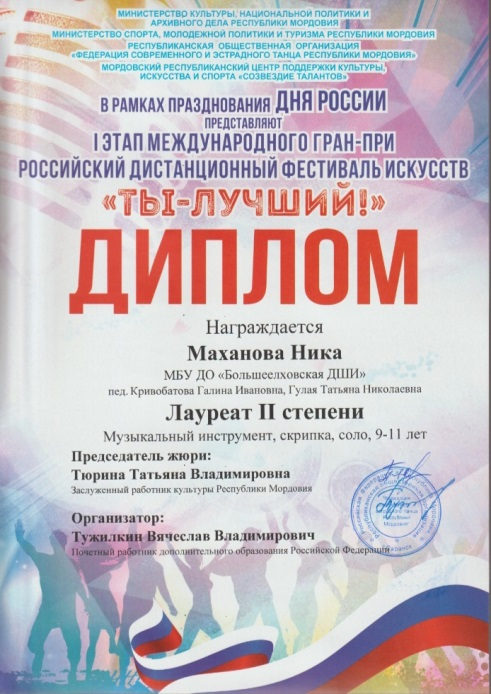 МИНИСТЕРСТВО КУЛЬТУРЫ, НАЦИОНАЛЬНОЙ ПОЛИТИКИ И
АРХИВНОГО ДЕЛА РЕСПУБЛИКИ МОРДОВИЯ
МИНИСТЕРСТВО СПОРТА, МОЛОДЕЖНОЙ ПОЛИТИКИ И ТУРИЗМА РЕСПУБЛИКИ МОРДОВИЯ
РЕСПУБЛИКАНСКАЯ ОБЩЕСТВЕННАЯ ОРГАНИЗАЦИЯ
«ФЕДЕРАЦИЯ СОВРЕМЕННОГО И ЭСТРАДНОГО ТАНЦА РЕСПУБЛИКИ МОРДОВИЯ»
МОРДОВСКИЙ РЕСПУБЛИКАНСКИЙ ЦЕНТР ПОДДЕРЖКИ КУЛЬТУРЫ,
ИСКУССТВА И СПОРТА «СОЗВЕЗДИЕ ТАЛАНТОВ»
В РАМКАХ ПРАЗДНОВАНИЯ ДНЯ РОССИИ
ПРЕДСТАВЛЯЮТ
I ЭТАП МЕЖДУНАРОДНОГО ГРАН-ПРИ
РОССИЙСКИЙ ДИСТАНЦИОННЫЙ ФЕСТИВАЛЬ ИСКУССТВ
«ТЫ-ЛУЧШИЙ!»
ДИПЛОМ
Награждается
Маханова Ника
МБУ ДО «Большеелховская ДШИ»
пед. Кривобатова Галина Ивановна, Гулая Татьяна Николаевна
Лауреат II степени
Музыкальный инструмент, скрипка, соло, 9-11 лет
Председатель жюри:
Тюрина Татьяна Владимировна
Заслуженный работник культуры Республики Мордовия
Организатор:
Тужилкин Вячеслав Владимирович
Почетный работник дополнительного образования Российской Федерации